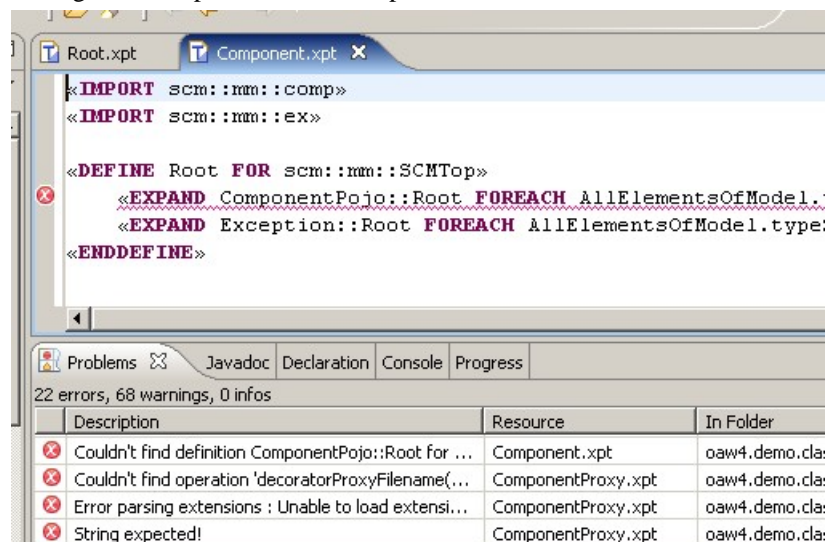 Root.xpt Component.xpt
«IMPORT scm::mm::comp»
«IMPORT scm::mm::ex»
«DEFINE Root FOR scm::mm::SCMTop»
«EXPAND ComponentPojo::Root FOREACH AllElementsOfModel.
«EXPAND Exception::Root FOREACH AllElementsOfModel.type
«ENDDEFINE»
Problems Javadoc Declaration Console Progress
22 errors, 68 warnings, 0 infos
Description Resource In Folder
Couldn't find definition ComponentPojo::Root for ... Component.xpt oaw4.demo.cla
Couldn't find operation 'decoratorProxyFilename(... ComponentProxy.xpt oaw4.demo.cla
Error parsing extensions : Unable to load extensi... ComponentProxy.xpt oaw4.demo.cla
String expected! ComponentProxy.xpt oaw4.demo.cla